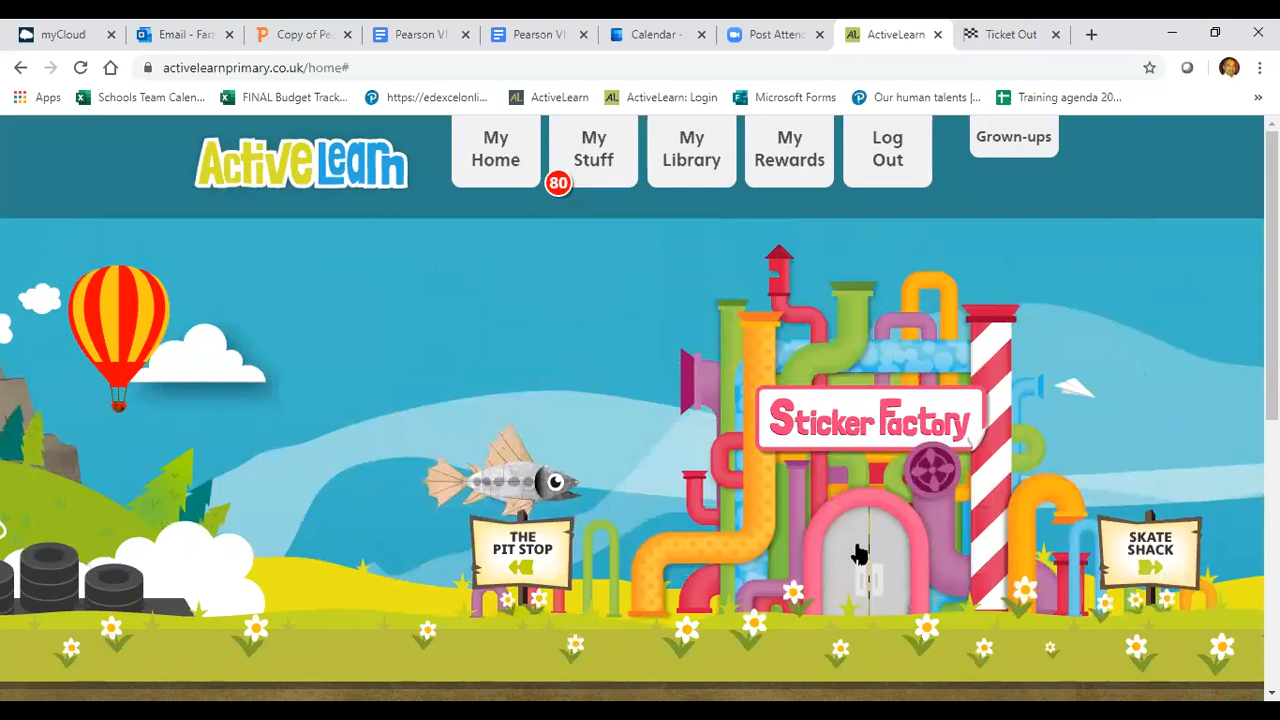 myCloud
Email - Far
Copy of Pe
Pearson VI
Pearson VI
Calendar -
Post Attend
ActiveLearn
Ticket Out
activelearnprimary.co.uk/home#
Apps
Schools Team Calen...
FINAL Budget Track...
https://edexcelonli...
ActiveLearn
ActiveLearn: Login
Microsoft Forms
Our human talents |...
Training agenda 20...
ActiveLearn
My
Home
My
Stuff
80
My
Library
My
Rewards
Log
Out
Grown-ups
Sticker Factory
THE
PIT STOP
SKATE
SHACK